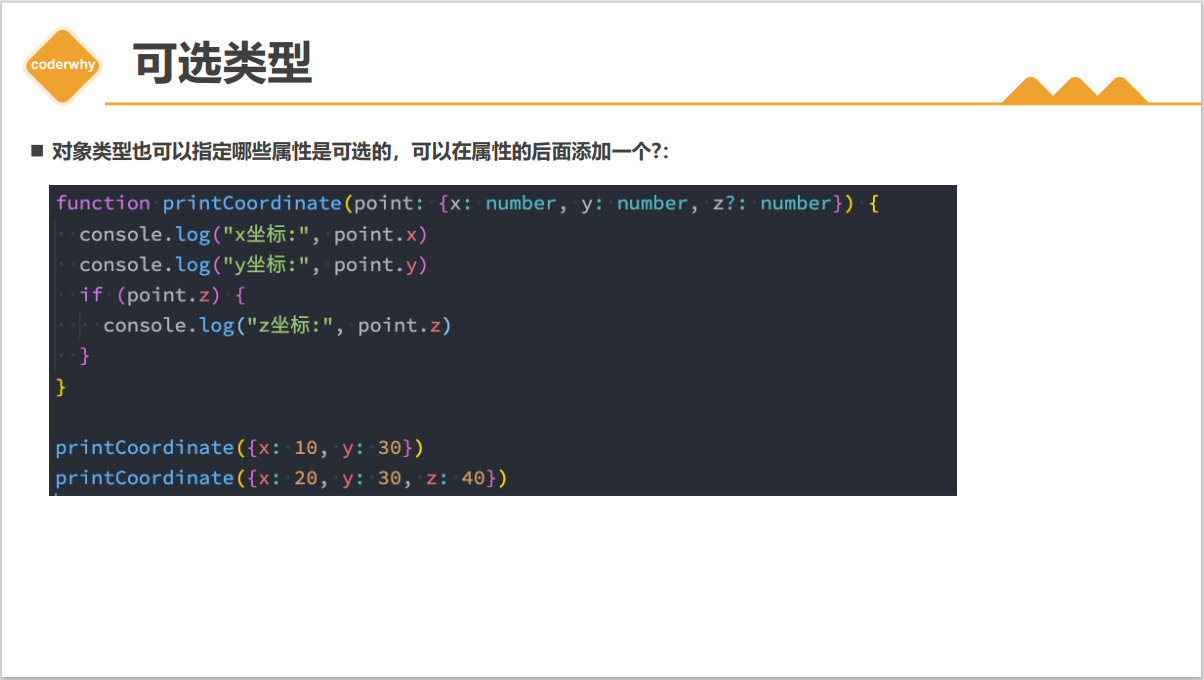 coderwhy
可选类型
■ 对象类型也可以指定哪些属性是可选的，可以在属性的后面添加一个?：
function printCoordinate(point: {x: number, y: number, z?: number}) {
  console.log("x坐标:", point.x)
  console.log("y坐标:", point.y)
  if (point.z) {
    console.log("z坐标:", point.z)
  }
}
printCoordinate({x: 10, y: 30})
printCoordinate({x: 20, y: 30, z: 40})